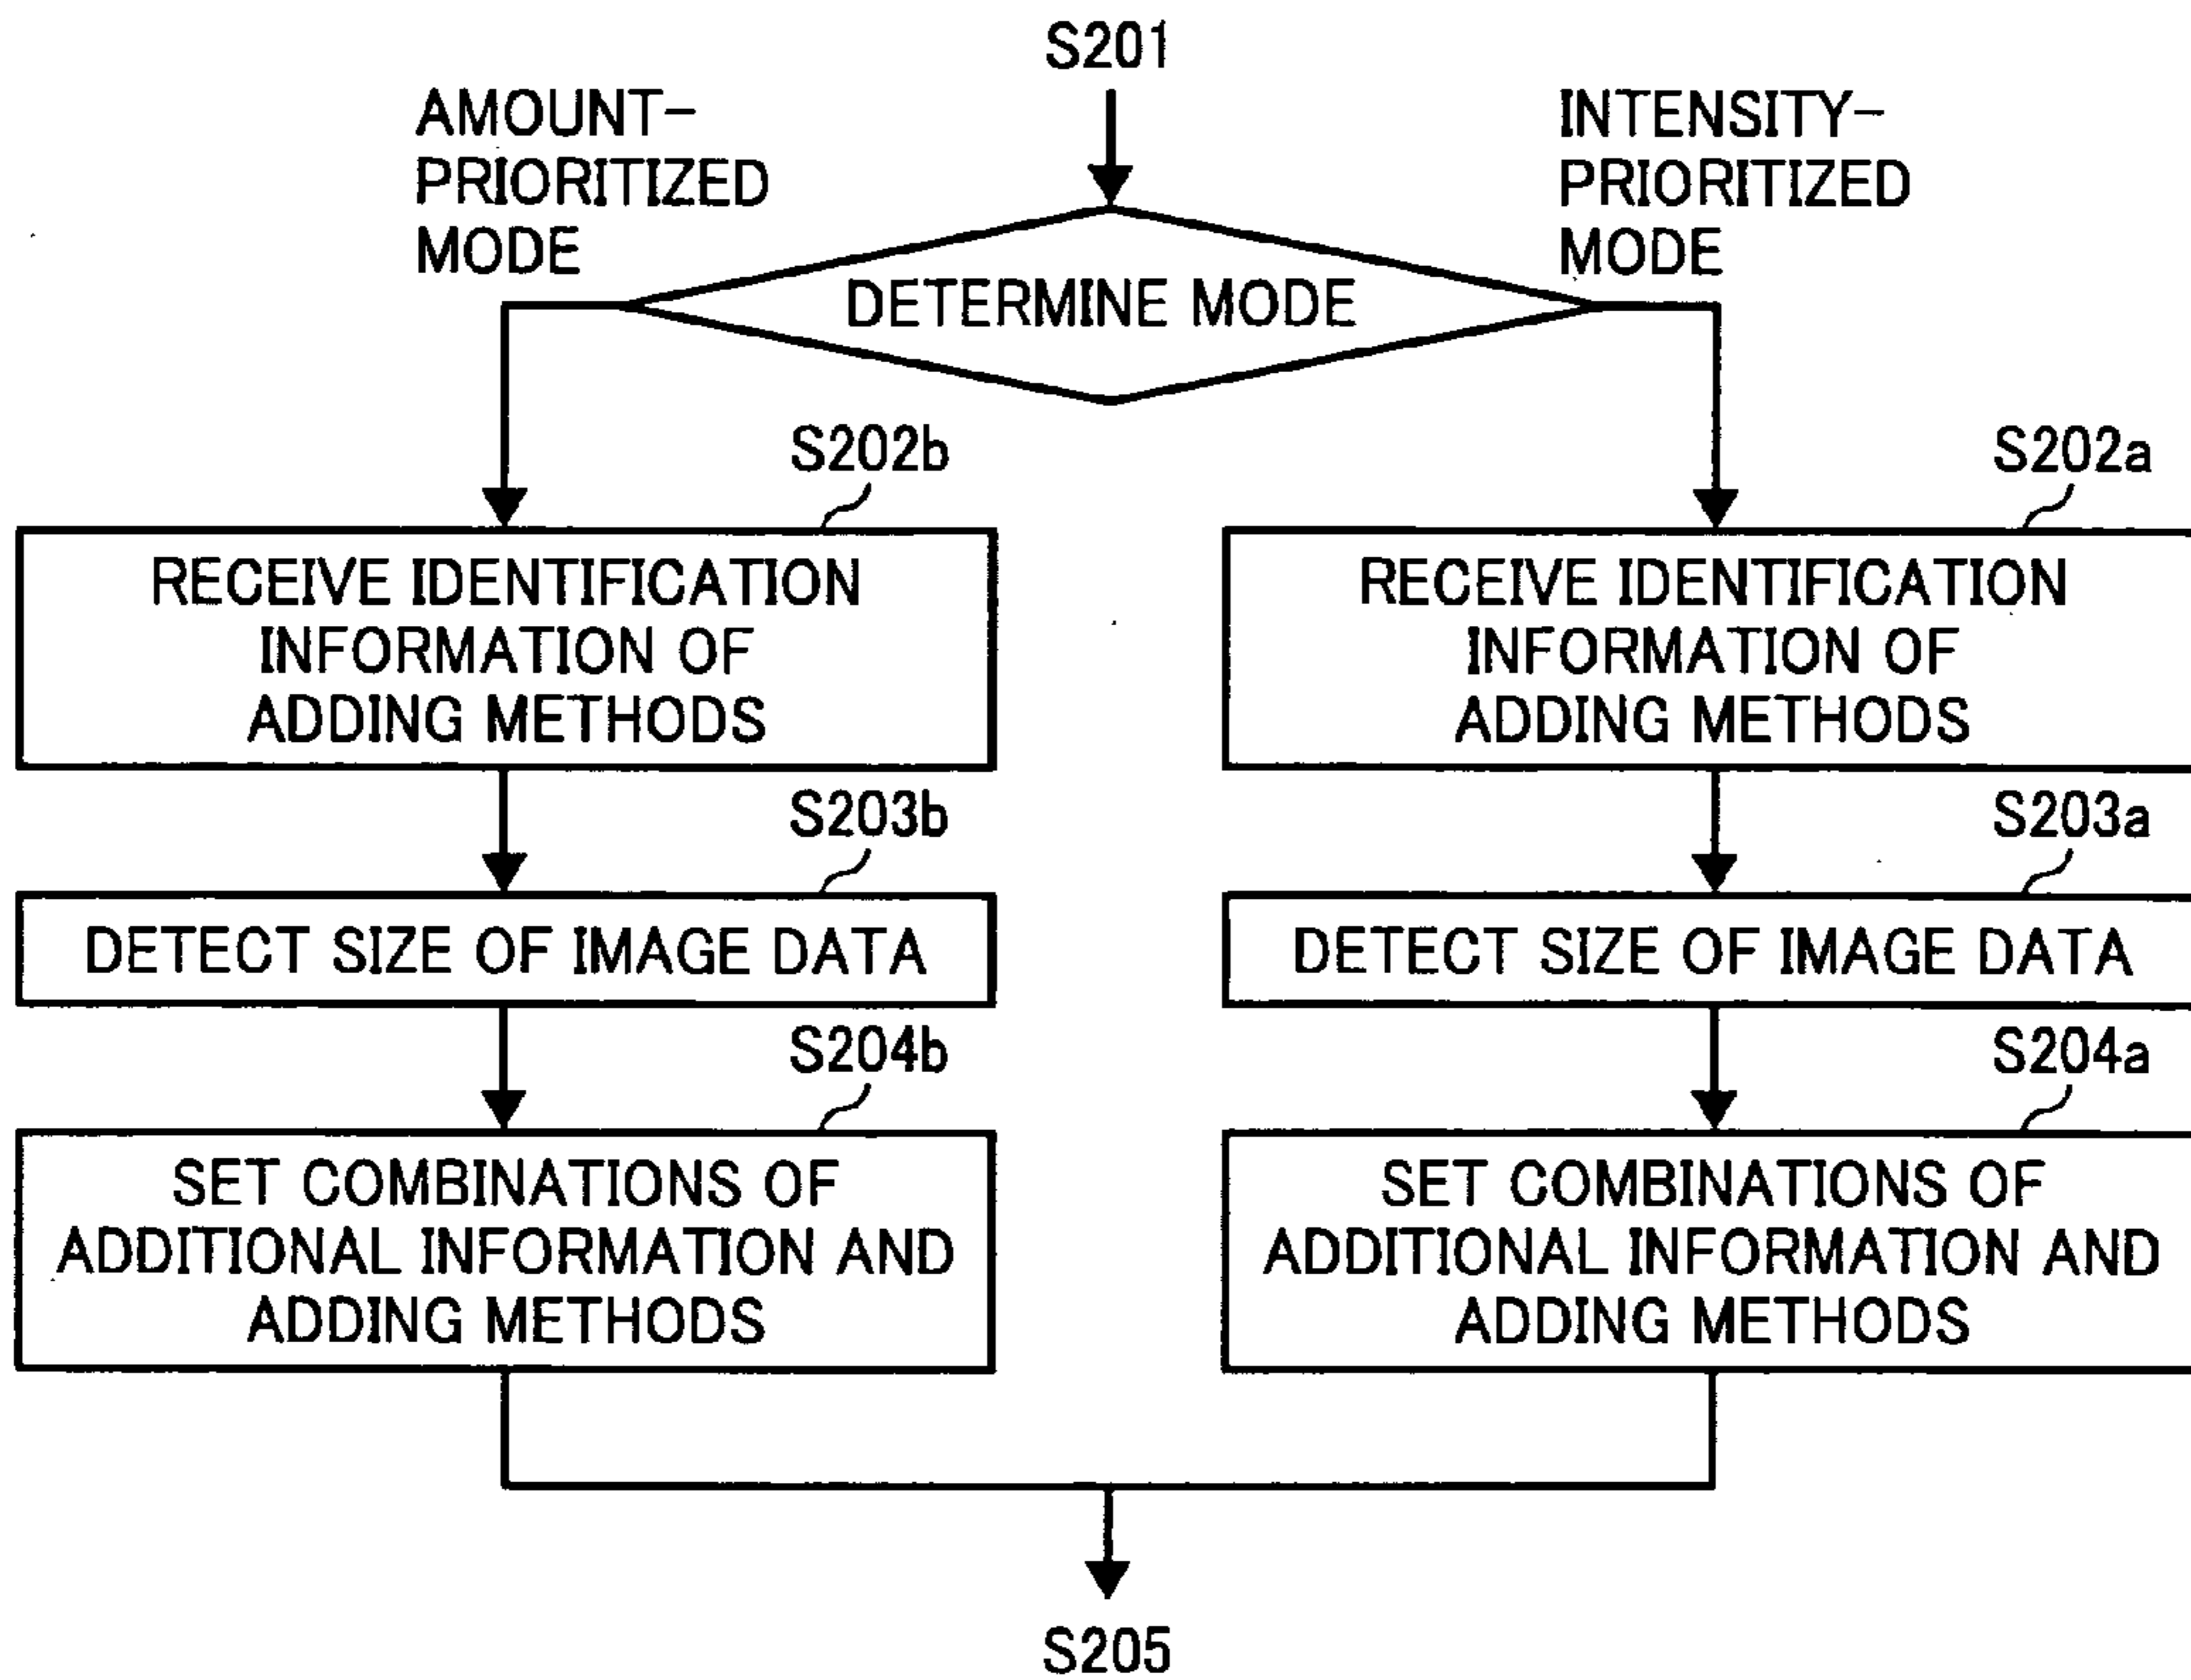 S201
AMOUNT-
PRIORITIZED
MODE
INTENSITY-
PRIORITIZED
MODE
DETERMINE MODE
S202b
RECEIVE IDENTIFICATION
INFORMATION OF
ADDING METHODS
S203b
DETECT SIZE OF IMAGE DATA
S204b
SET COMBINATIONS OF
ADDITIONAL INFORMATION AND
ADDING METHODS
S202a
RECEIVE IDENTIFICATION
INFORMATION OF
ADDING METHODS
S203a
DETECT SIZE OF IMAGE DATA
S204a
SET COMBINATIONS OF
ADDITIONAL INFORMATION AND
ADDING METHODS
S205